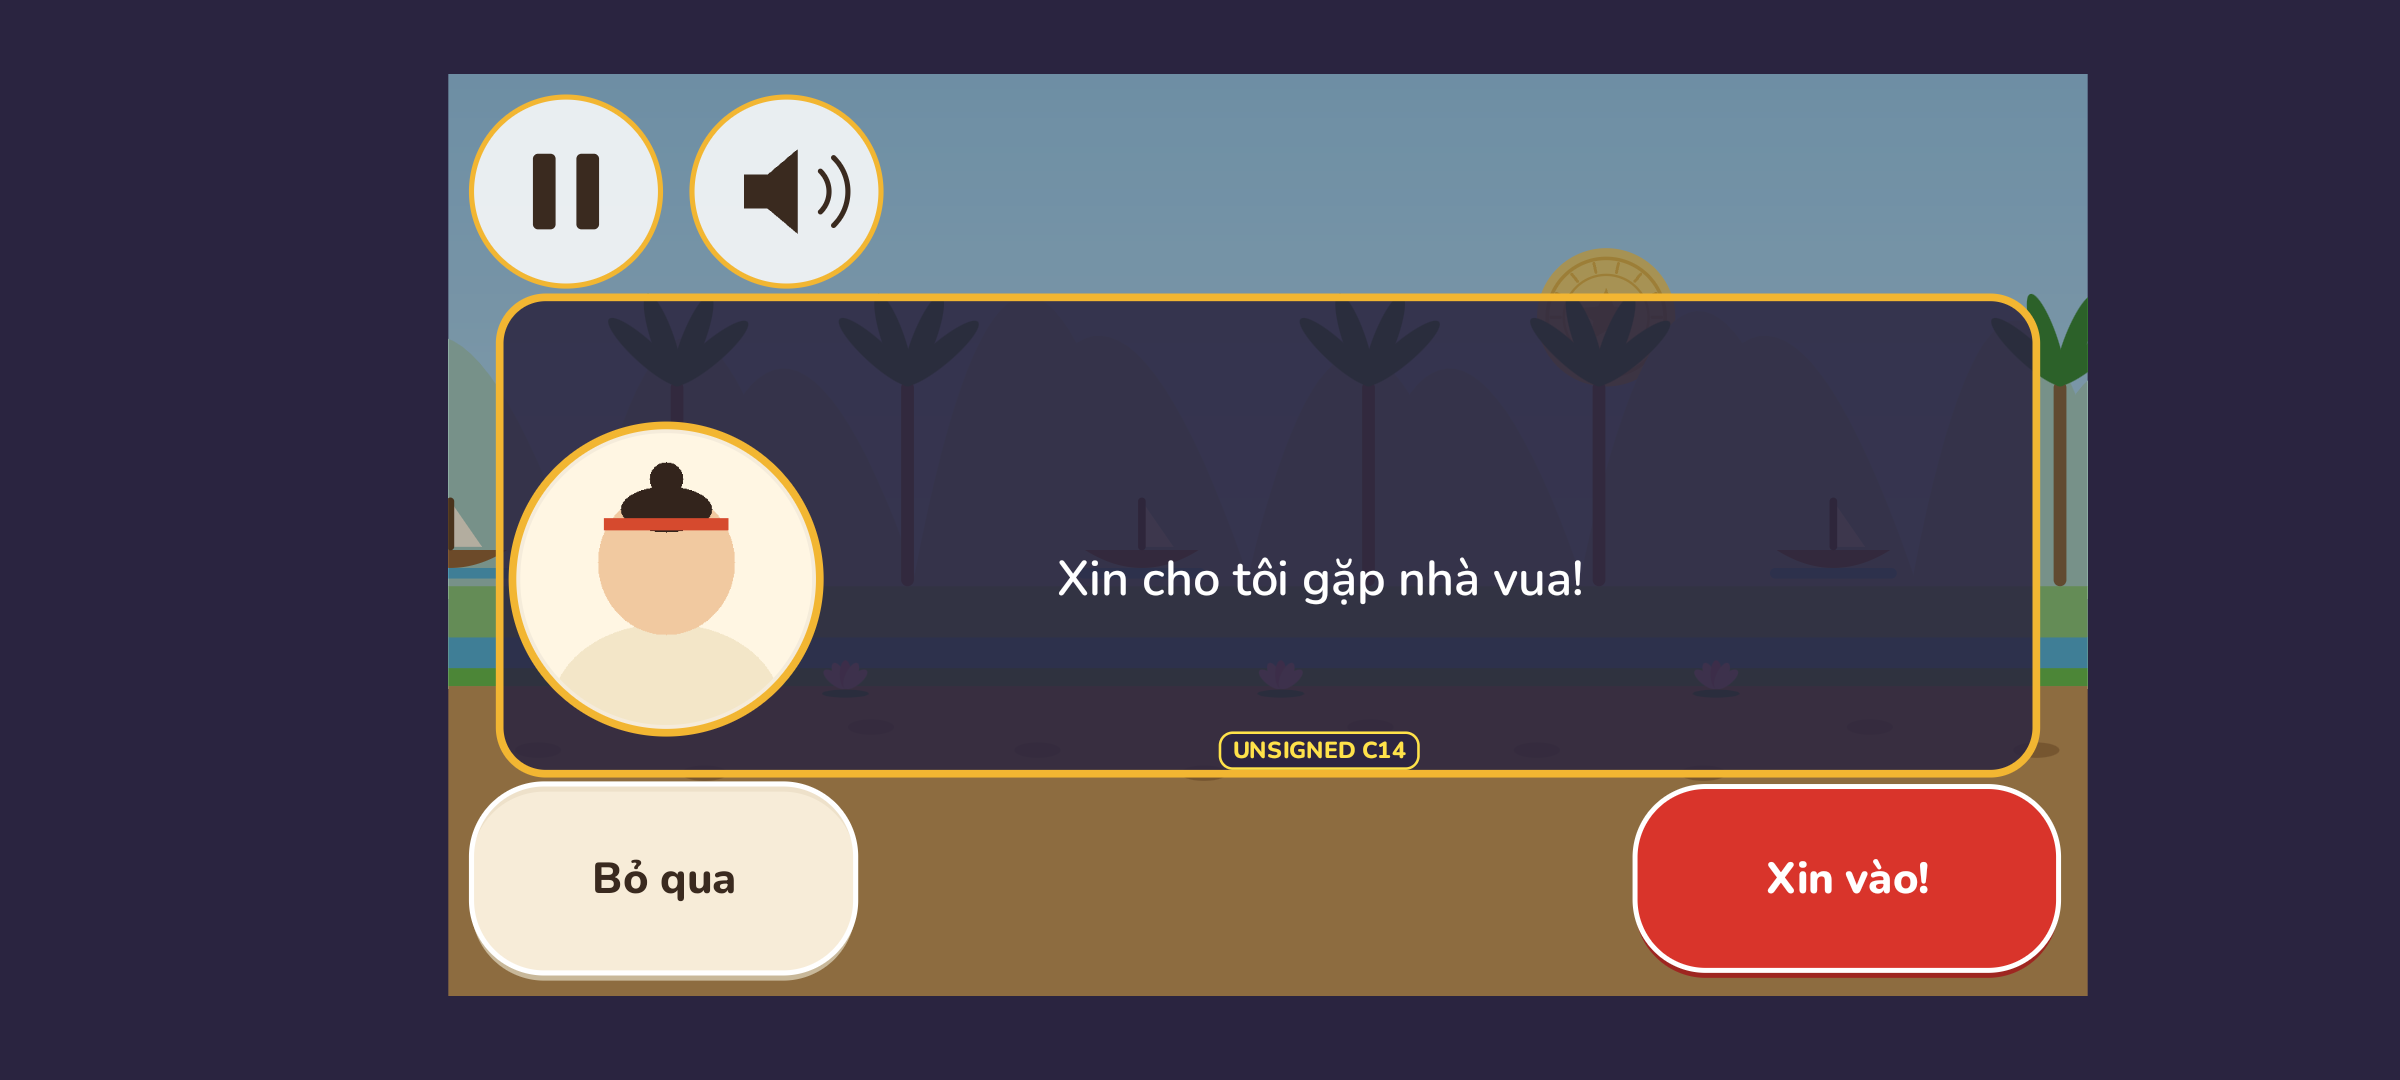 Xin cho tôi gặp nhà vua!
UNSIGNED C14
Bỏ qua
Xin vào!